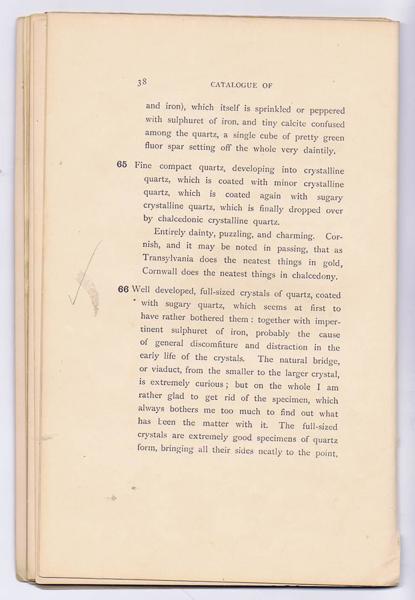 38
CATALOGUE OF
and iron), which itself is sprinkled or peppered
with sulphuret of iron, and tiny calcite confused
among the quartz, a single cube of pretty green
fluor spar setting off the whole very daintily.
65 Fine compact quartz, developing into crystalline
quartz, which is coated with minor crystalline
quartz, which is coated again with sugary
crystalline quartz, which is finally dropped over
by chalcedonic crystalline quartz.
Entirely dainty, puzzling, and charming. Cor-
nish, and it may be noted in passing, that as
Transylvania does the neatest things in gold,
Cornwall does the neatest things in chalcedony.
66 Well developed, full-sized crystals of quartz, coated
with sugary quartz, which seems at first to
have rather bothered them: together with imper-
tinent sulphuret of iron, probably the cause
of general discomfiture and distraction in the
early life of the crystals. The natural bridge,
or viaduct, from the smaller to the larger crystal,
is extremely curious; but on the whole I am
rather glad to get rid of the specimen, which
always bothers me too much to find out what
has been the matter with it. The full-sized
crystals are extremely good specimens of quartz
form, bringing all their sides neatly to the point,